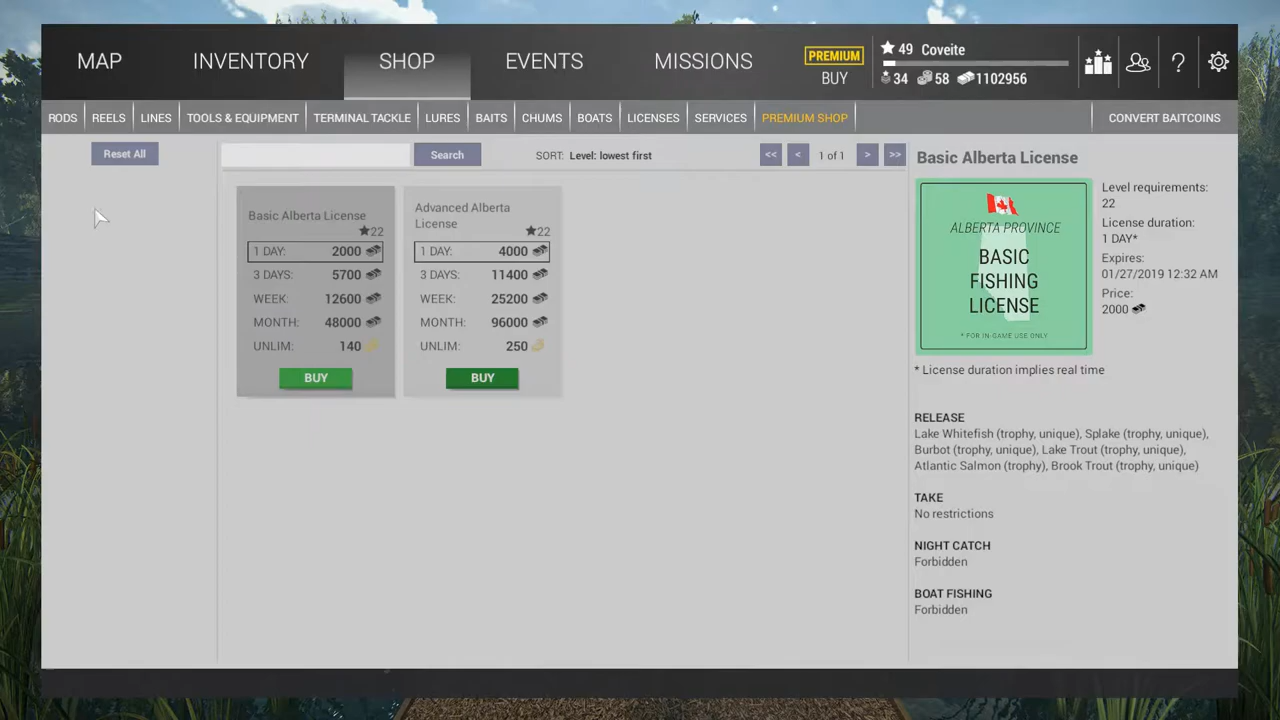 MAP
INVENTORY
SHOP
EVENTS
MISSIONS
PREMIUM
BUY
49 Coveite
34 58 1102956
?
RODS
REELS
LINES
TOOLS & EQUIPMENT
TERMINAL TACKLE
LURES
BAITS
CHUMS
BOATS
LICENSES
SERVICES
PREMIUM SHOP
CONVERT BAITCOINS
Reset All
Search
SORT: Level: lowest first
<< < 1 of 1 > >>
Basic Alberta License
22
1 DAY: 2000
3 DAYS: 5700
WEEK: 12600
MONTH: 48000
UNLIM: 140
BUY
Advanced Alberta
License
22
1 DAY: 4000
3 DAYS: 11400
WEEK: 25200
MONTH: 96000
UNLIM: 250
BUY
Basic Alberta License
ALBERTA PROVINCE
BASIC
FISHING
LICENSE
* FOR IN-GAME USE ONLY
Level requirements:
22
License duration:
1 DAY*
Expires:
01/27/2019 12:32 AM
Price:
2000
* License duration implies real time
RELEASE
Lake Whitefish (trophy, unique), Splake (trophy, unique),
Burbot (trophy, unique), Lake Trout (trophy, unique),
Atlantic Salmon (trophy), Brook Trout (trophy, unique)
TAKE
No restrictions
NIGHT CATCH
Forbidden
BOAT FISHING
Forbidden